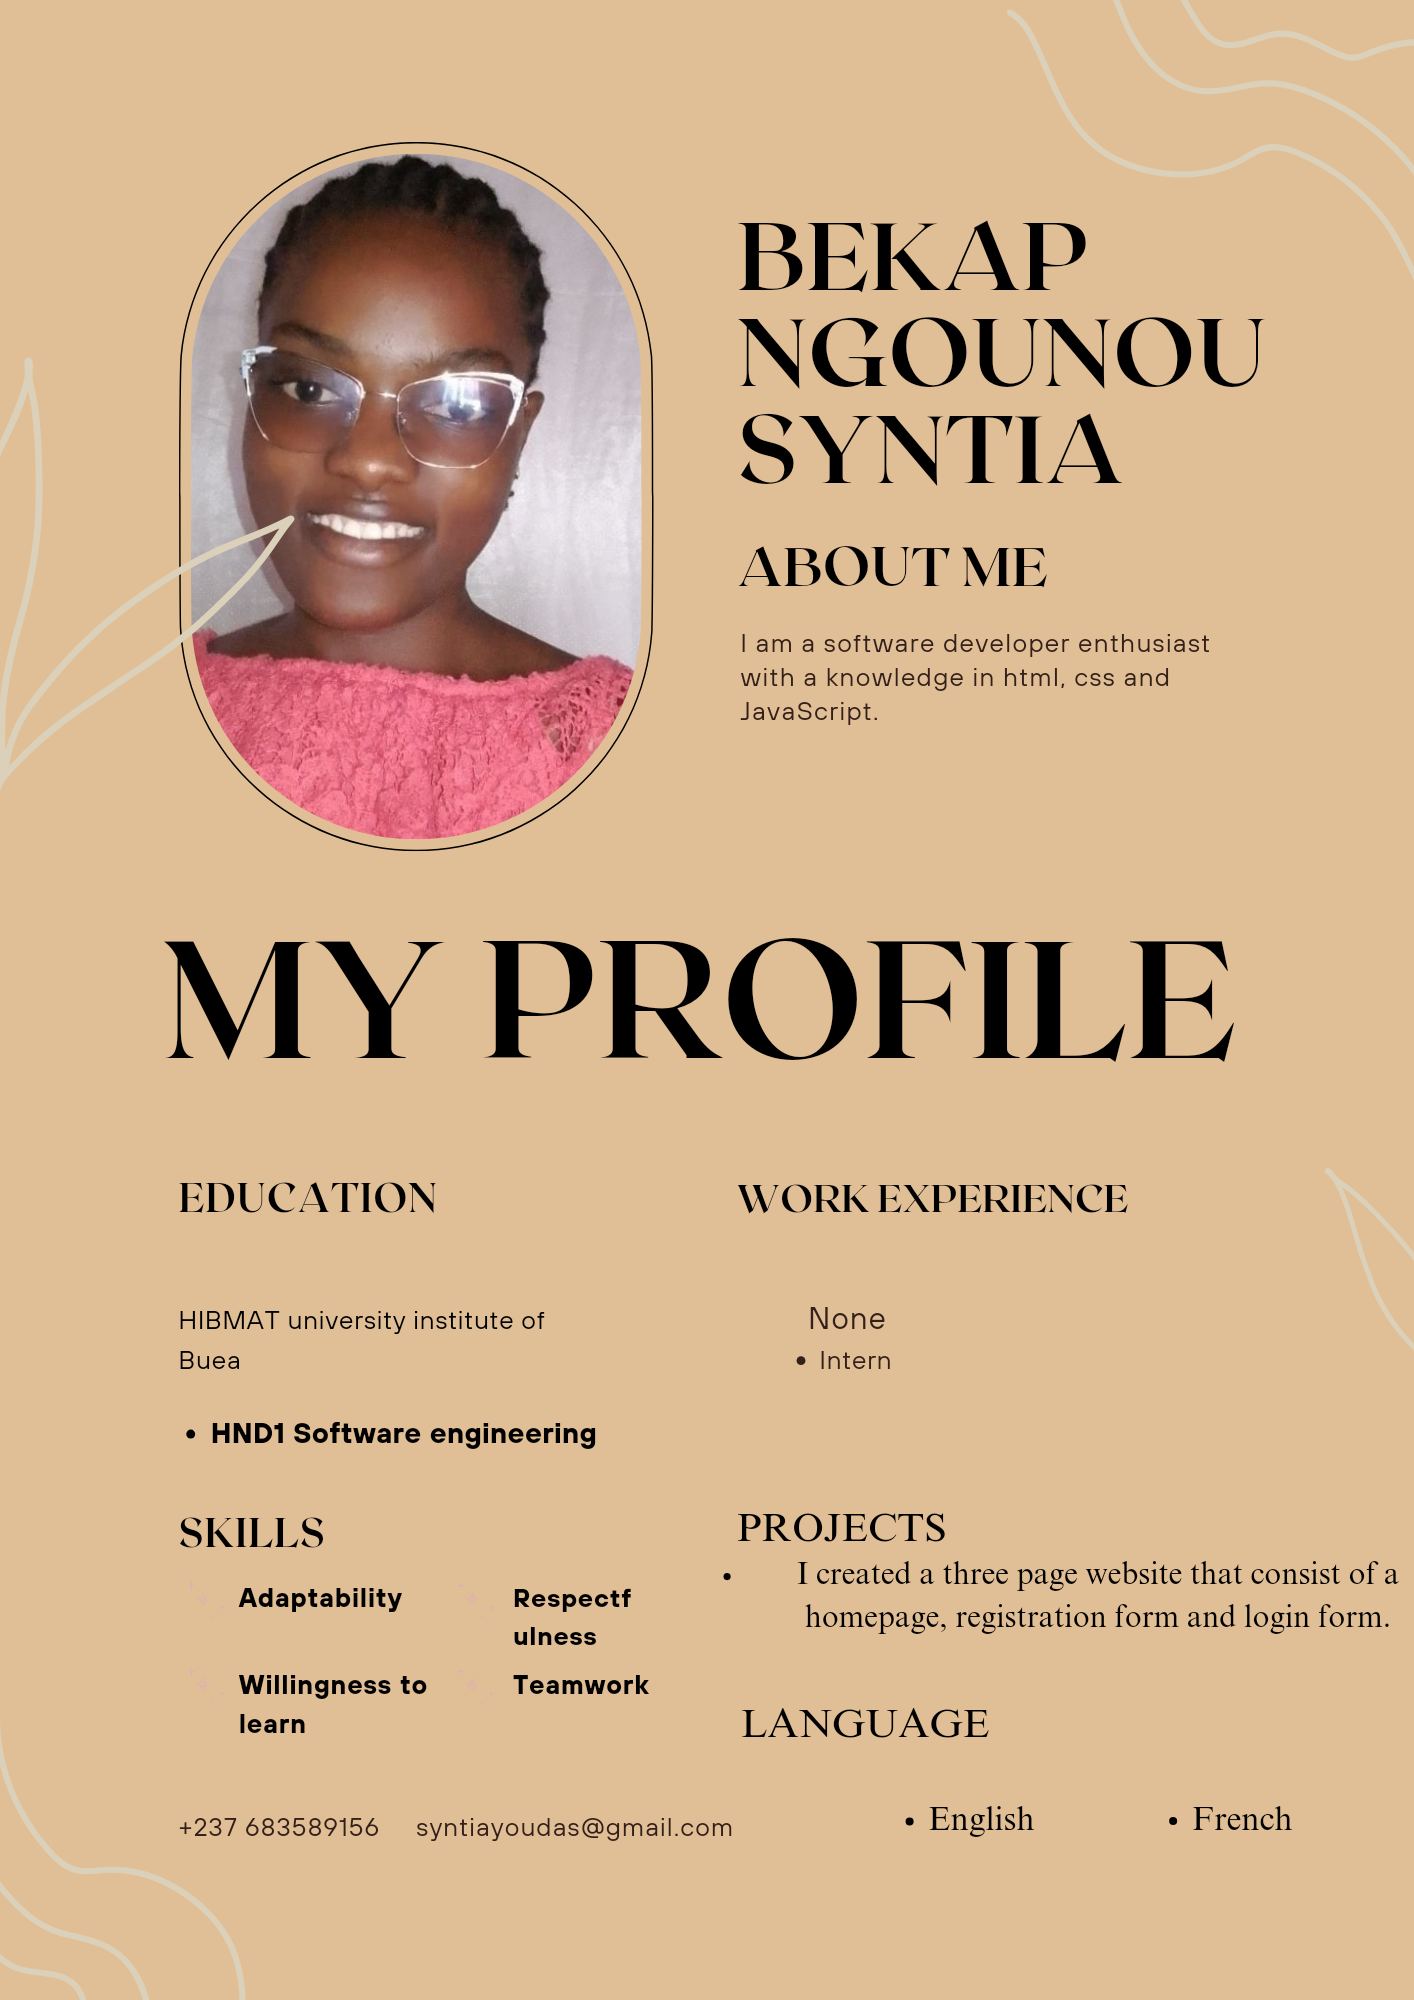 BEKAP
NGOUNOU
SYNTIA
ABOUT ME
I am a software developer enthusiast
with a knowledge in html, css and
JavaScript.
MY PROFILE
EDUCATION
HIBMAT university institute of
Buea
• HND1 Software engineering
WORK EXPERIENCE
None
• Intern
SKILLS
Adaptability
Respectf
ulness
Willingness to
learn
Teamwork
PROJECTS
• I created a three page website that consist of a
homepage, registration form and login form.
LANGUAGE
• English
• French
+237 683589156
syntiayoudas@gmail.com